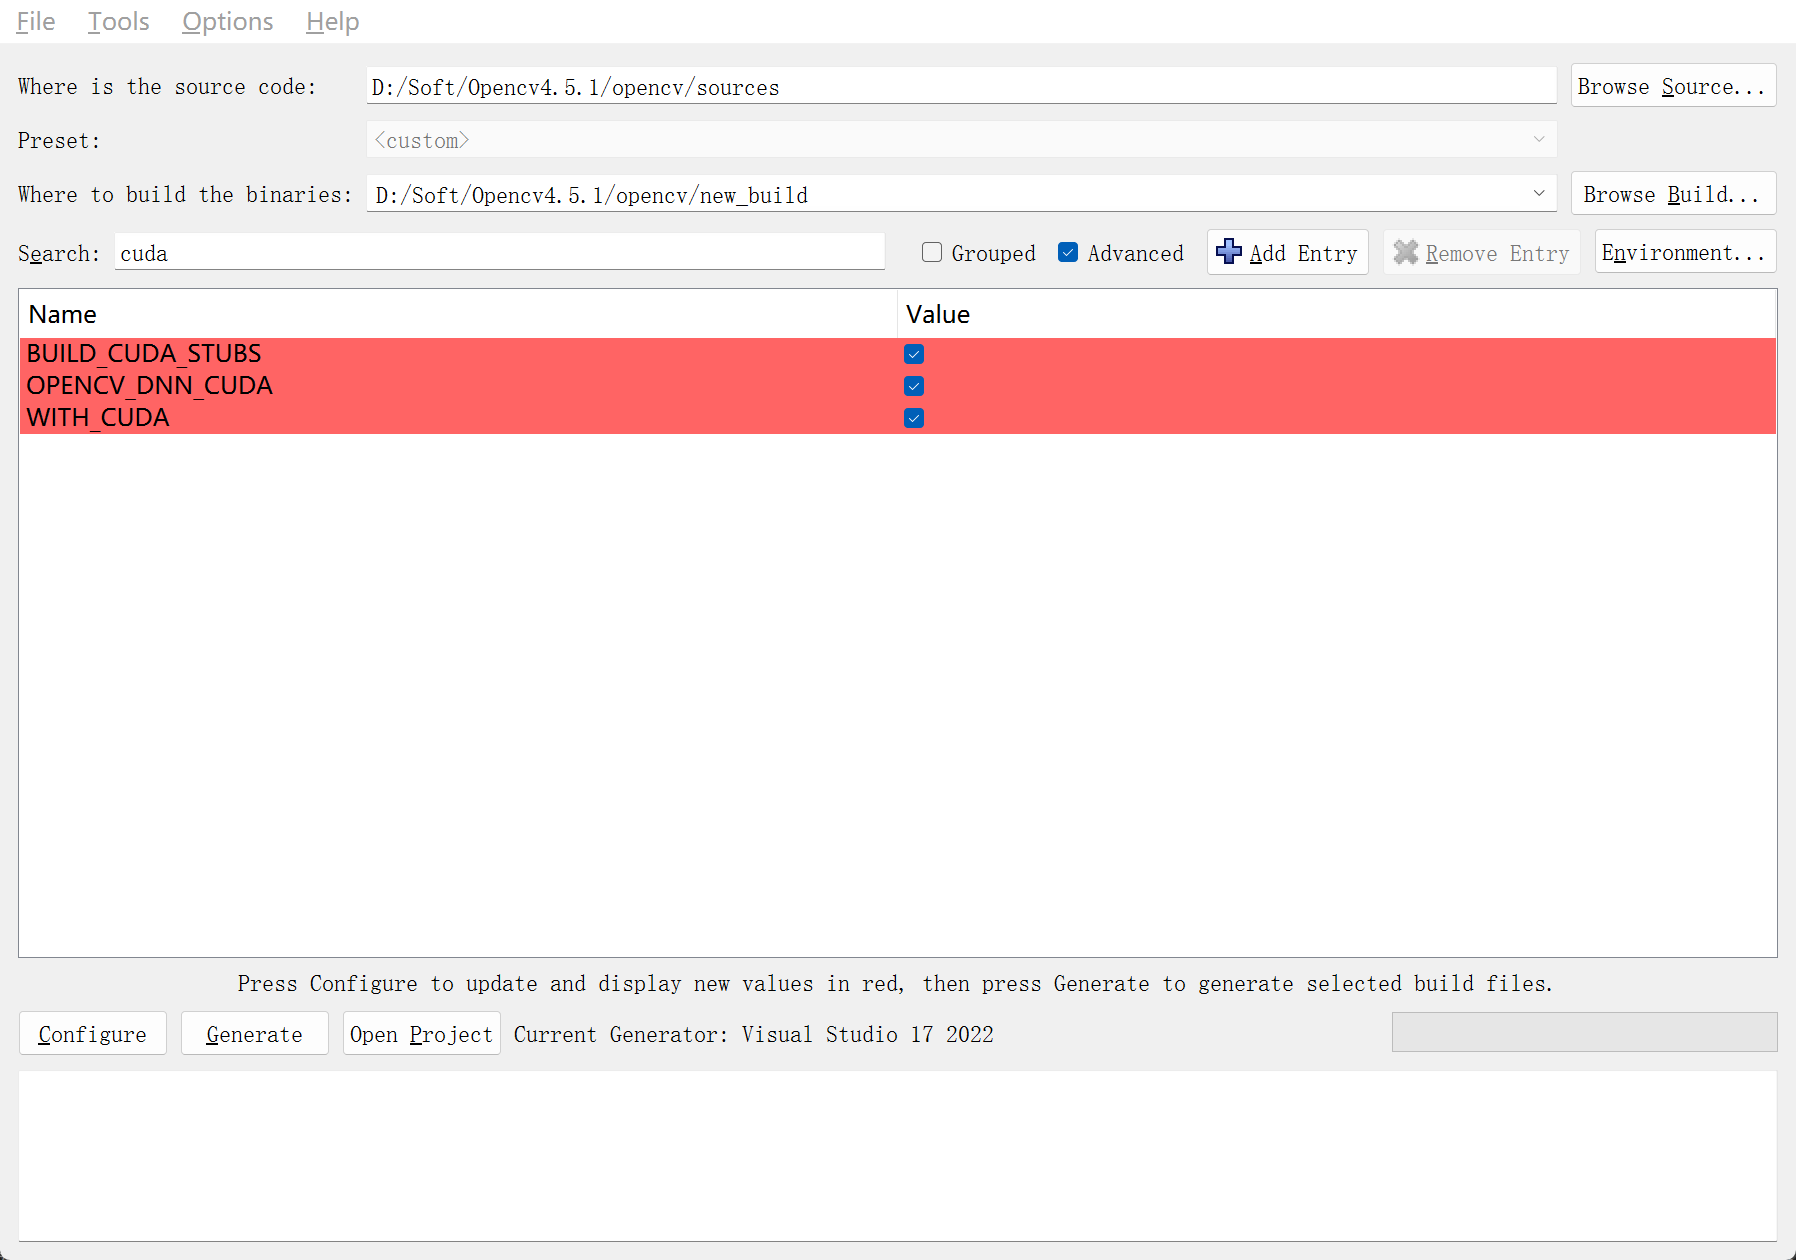 File Tools Options Help
Where is the source code: D:/Soft/Opencv4.5.1/opencv/sources Browse Source...
Preset: <custom>
Where to build the binaries: D:/Soft/Opencv4.5.1/opencv/new_build Browse Build...
Search: cuda Grouped Advanced Add Entry Remove Entry Environment...
Name Value
BUILD_CUDA_STUBS
OPENCV_DNN_CUDA
WITH_CUDA
Press Configure to update and display new values in red, then press Generate to generate selected build files.
Configure Generate Open Project Current Generator: Visual Studio 17 2022